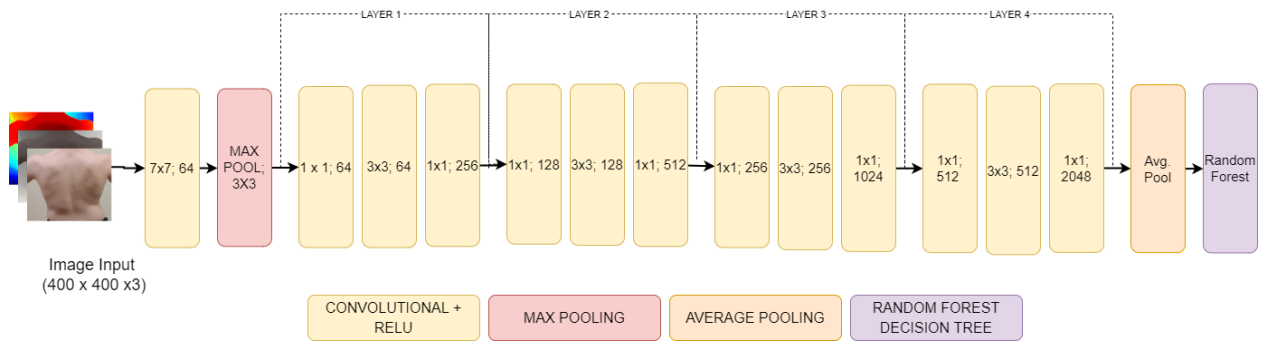 LAYER 1
LAYER 2
LAYER 3
LAYER 4
7x7; 64
MAX
POOL;
3X3
1 x 1; 64
3x3; 64
1x1; 256
1x1; 128
3x3; 128
1x1; 512
1x1; 256
3x3; 256
1x1;
1024
1x1;
512
3x3; 512
1x1;
2048
Avg.
Pool
Random
Forest
Image Input
(400 x 400 x3)
CONVOLUTIONAL +
RELU
MAX POOLING
AVERAGE POOLING
RANDOM FOREST
DECISION TREE